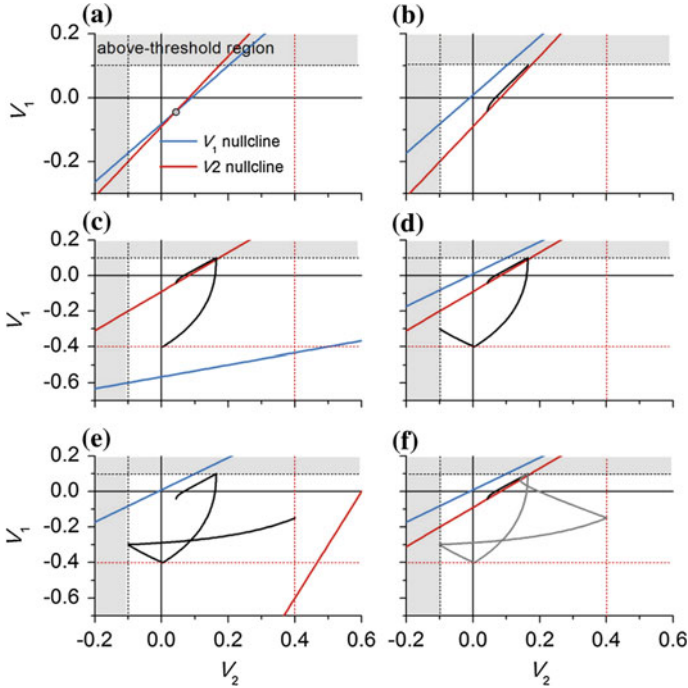 (a)
(b)
0.2
above-threshold region
0.0
V1
V1 nullcline
V2 nullcline
-0.2
(c)
(d)
0.2
0.0
-0.2
V1
-0.4
-0.6
(e)
(f)
0.2
0.0
-0.2
V1
-0.4
-0.6
-0.2 0.0 0.2 0.4 0.6 -0.2 0.0 0.2 0.4 0.6
V2 V2